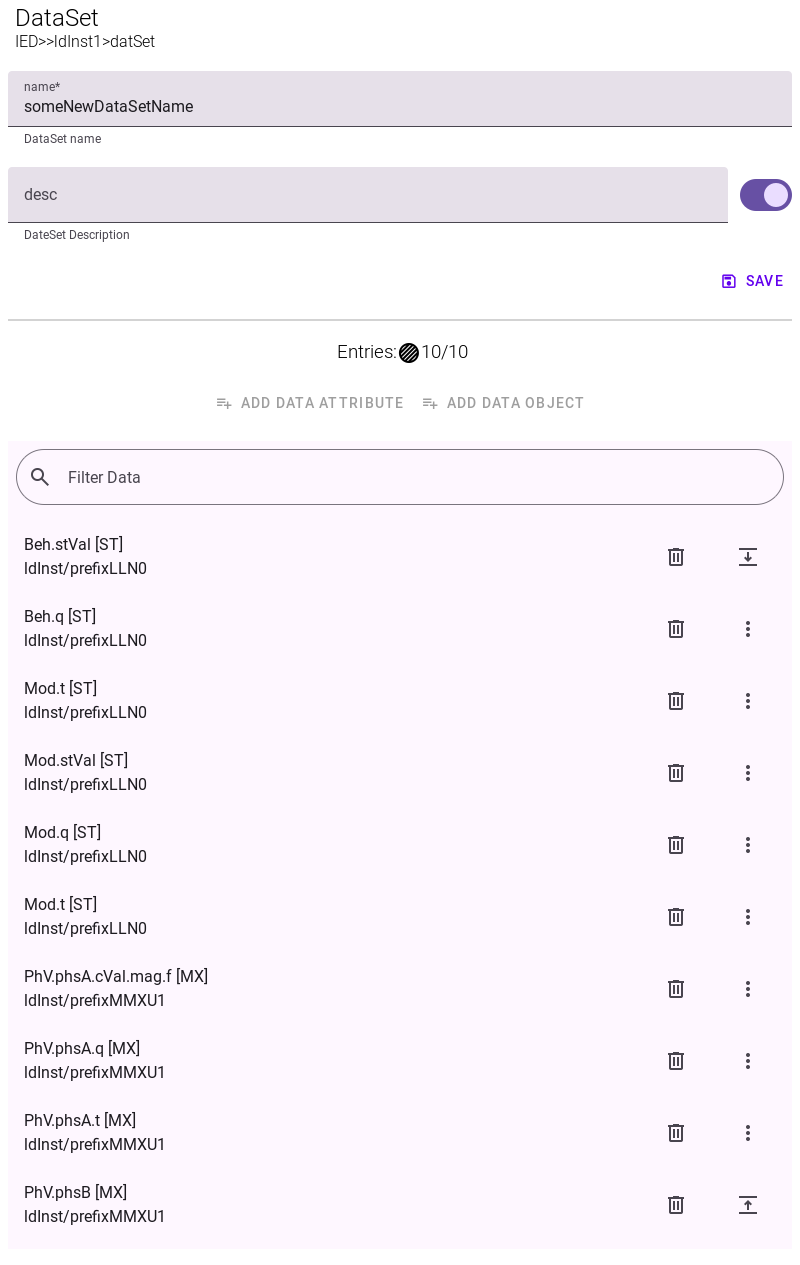 DataSet
IED>>ldInst1>datSet
name*
someNewDataSetName
DataSet name
desc
DateSet Description
SAVE
Entries: 10/10
ADD DATA ATTRIBUTE ADD DATA OBJECT
Filter Data
Beh.stVal [ST]
ldInst/prefixLLN0
Beh.q [ST]
ldInst/prefixLLN0
Mod.t [ST]
ldInst/prefixLLN0
Mod.stVal [ST]
ldInst/prefixLLN0
Mod.q [ST]
ldInst/prefixLLN0
Mod.t [ST]
ldInst/prefixLLN0
PhV.phsA.cVal.mag.f [MX]
ldInst/prefixMMXU1
PhV.phsA.q [MX]
ldInst/prefixMMXU1
PhV.phsA.t [MX]
ldInst/prefixMMXU1
PhV.phsB [MX]
ldInst/prefixMMXU1